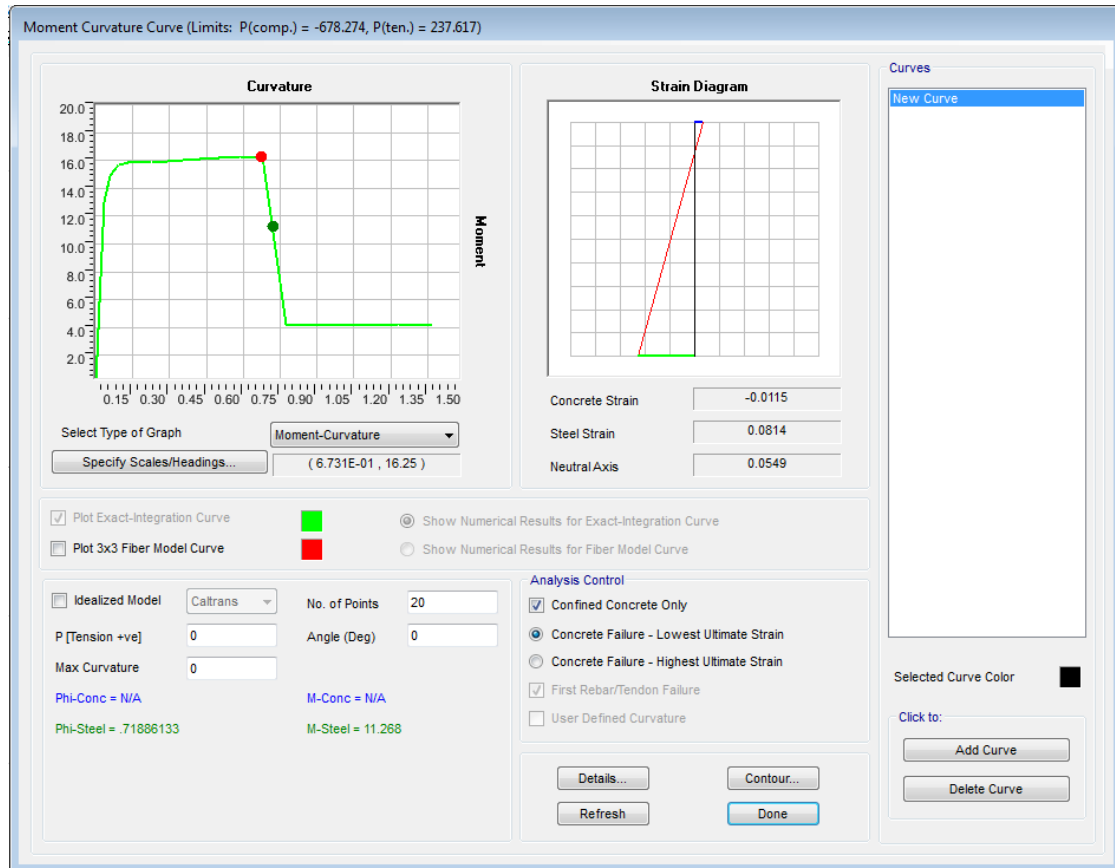 Moment Curvature Curve (Limits:  P(comp.) = -678.274, P(ten.) = 237.617)
Curvature
20.0
18.0
16.0
14.0
12.0
10.0
8.0
6.0
4.0
2.0
Moment
0.15 0.30 0.45 0.60 0.75 0.90 1.05 1.20 1.35 1.50
Select Type of Graph
Moment-Curvature
Specify Scales/Headings...
( 6.731E-01 , 16.25 )
Strain Diagram
Concrete Strain
-0.0115
Steel Strain
0.0814
Neutral Axis
0.0549
Plot Exact-Integration Curve
Show Numerical Results for Exact-Integration Curve
Plot 3x3 Fiber Model Curve
Show Numerical Results for Fiber Model Curve
Idealized Model
Caltrans
No. of Points
20
P [Tension +ve]
0
Angle (Deg)
0
Max Curvature
0
Phi-Conc = N/A
M-Conc = N/A
Phi-Steel = .71886133
M-Steel = 11.268
Analysis Control
Confined Concrete Only
Concrete Failure - Lowest Ultimate Strain
Concrete Failure - Highest Ultimate Strain
First Rebar/Tendon Failure
User Defined Curvature
Details...
Contour...
Refresh
Done
Curves
New Curve
Selected Curve Color
Click to:
Add Curve
Delete Curve